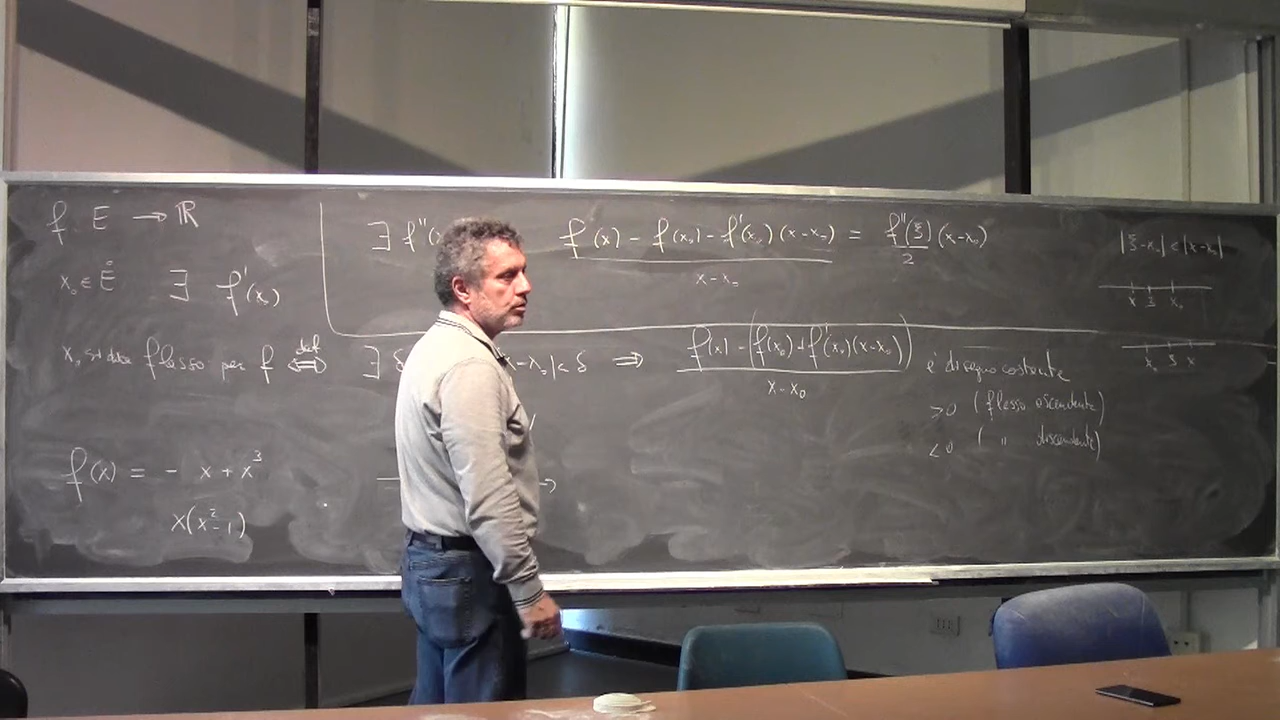 f: E → ℝ
x₀ ∈ E̊ ∃ f'(x₀)
∃ f''(x
(f(x) - f(x₀) - f'(x₀)(x-x₀))/(x-x₀) = f''(ξ)/2 (x-x₀)
|ξ-x₀| < |x-x₀|
x ξ x₀
x₀ si dice flesso per f ⟺ def ∃ δ x-x₀| < δ ⇒ (f(x) - (f(x₀) + f'(x₀)(x-x₀)))/(x-x₀) è di segno costante
x₀ ξ x
>0 (flesso ascendente)
<0 ( " discendente)
f(x) = - x + x³
x(x²-1)